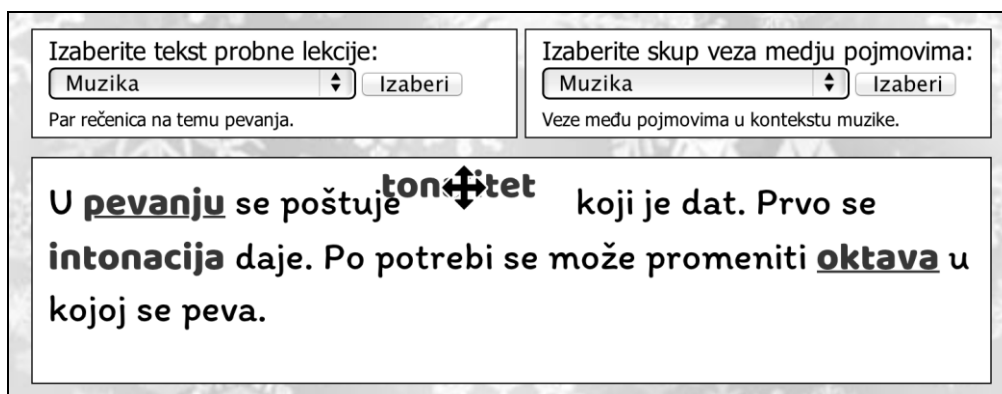 Izaberite tekst probne lekcije:
Muzika Izaberi
Par rečenica na temu pevanja.
Izaberite skup veza medju pojmovima:
Muzika Izaberi
Veze među pojmovima u kontekstu muzike.
U pevanju se poštuje koji je dat. Prvo se
intonacija daje. Po potrebi se može promeniti oktava u
kojoj se peva.